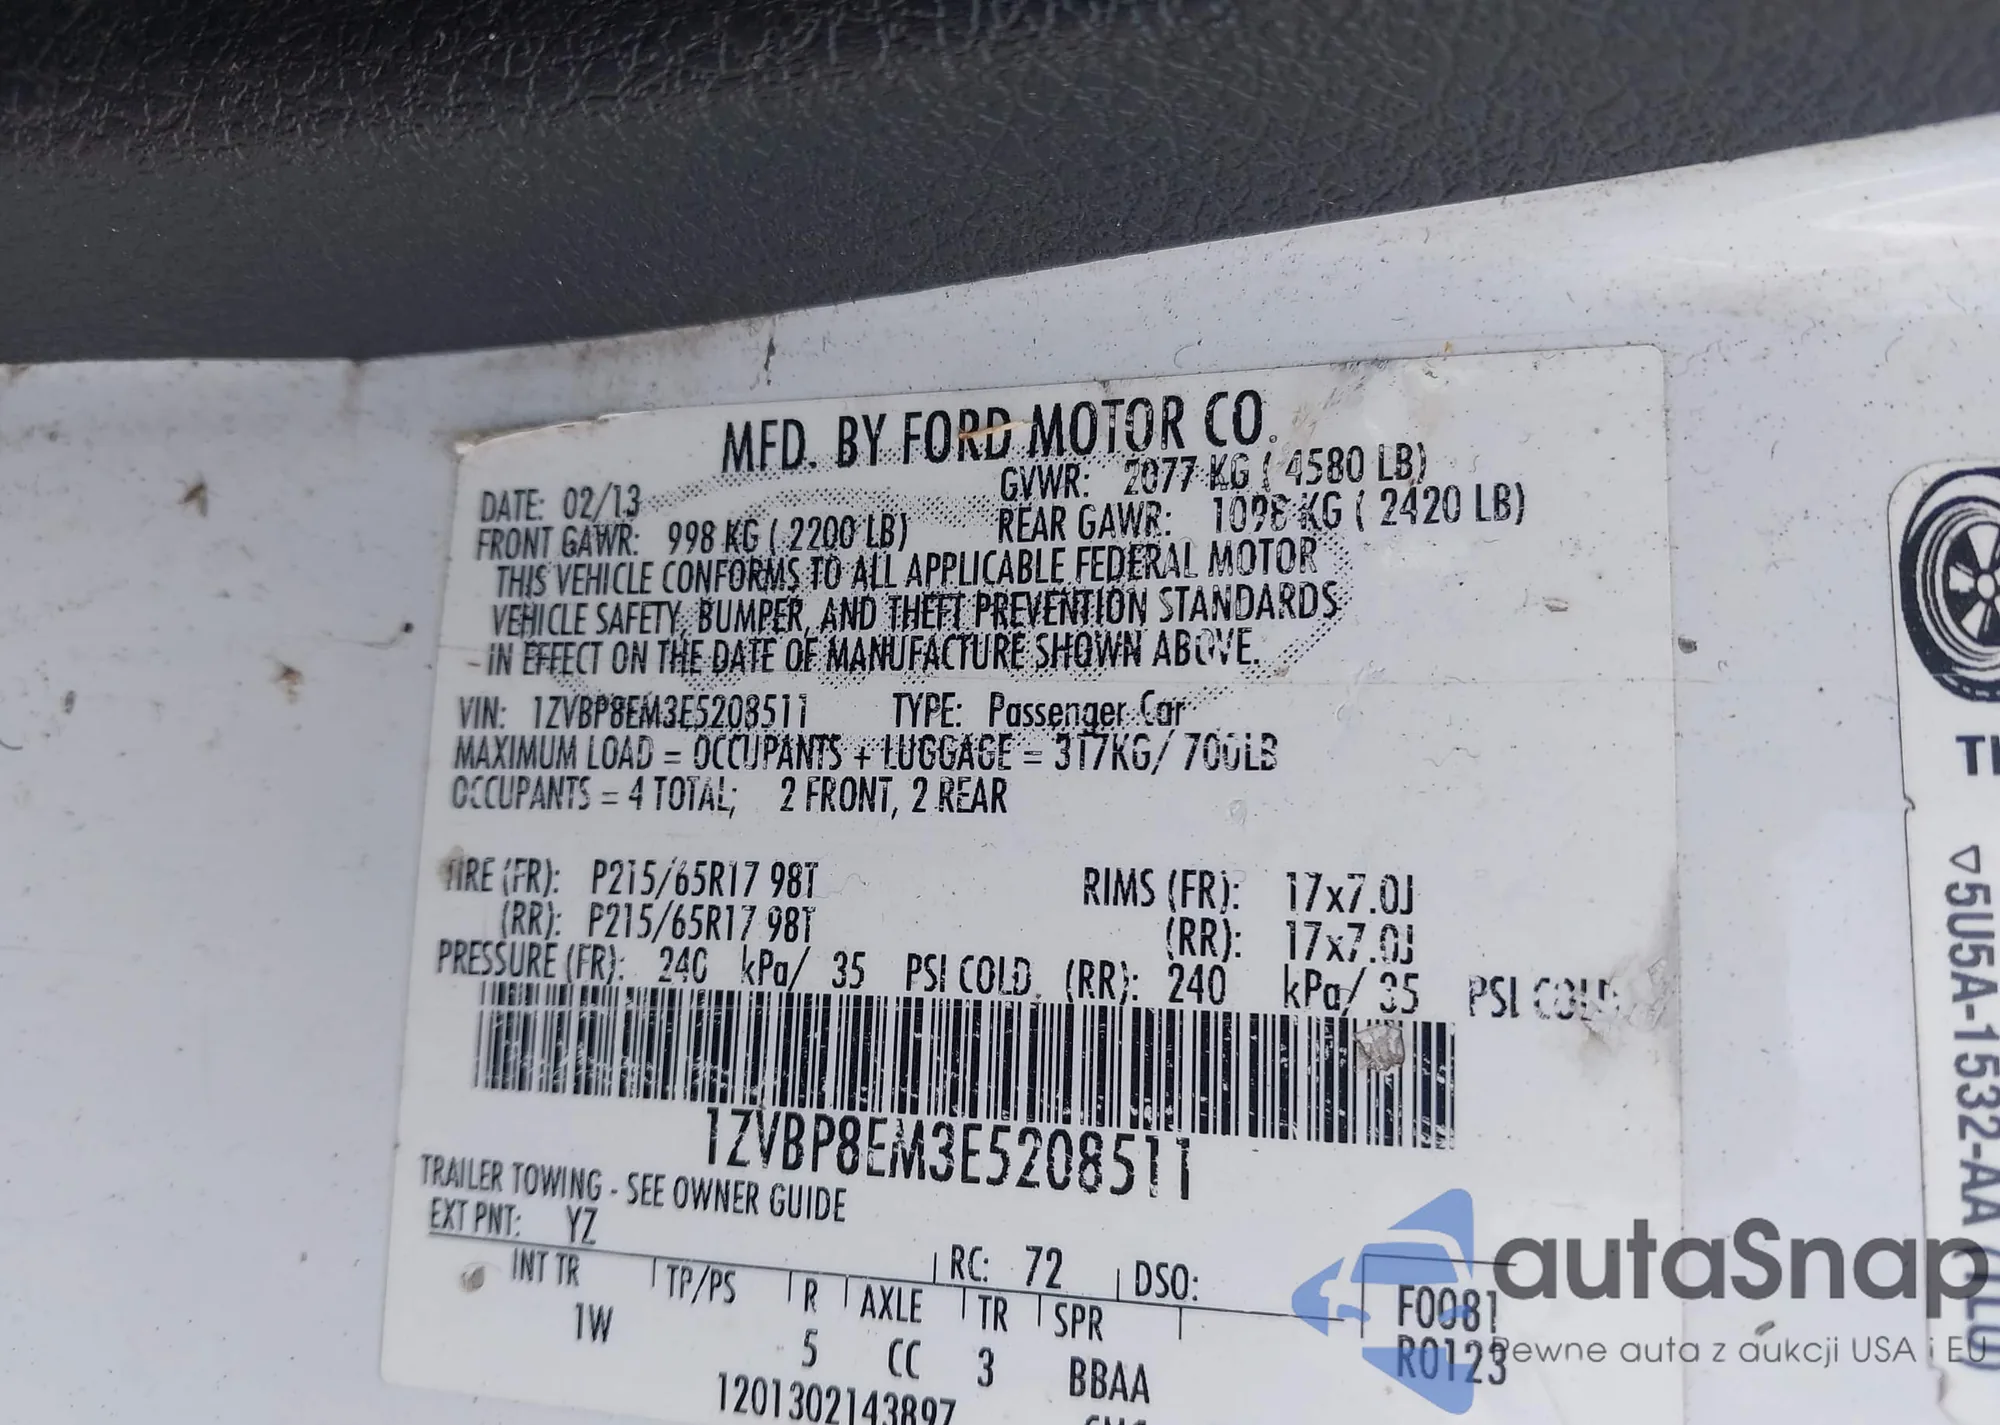 MFD. BY FORD MOTOR CO.
DATE: 02/13 GVWR: 2077 KG ( 4580 LB)
FRONT GAWR: 998 KG ( 2200 LB) REAR GAWR: 1098 KG ( 2420 LB)
THIS VEHICLE CONFORMS TO ALL APPLICABLE FEDERAL MOTOR
VEHICLE SAFETY, BUMPER, AND THEFT PREVENTION STANDARDS
IN EFFECT ON THE DATE OF MANUFACTURE SHOWN ABOVE.
VIN: 1ZVBP8EM3E5208511 TYPE: Passenger Car
MAXIMUM LOAD = OCCUPANTS + LUGGAGE = 317KG/ 700LB
OCCUPANTS = 4 TOTAL; 2 FRONT, 2 REAR
TIRE (FR): P215/65R17 98T RIMS (FR): 17x7.0J
(RR): P215/65R17 98T (RR): 17x7.0J
PRESSURE (FR): 240 kPa/ 35 PSI COLD (RR): 240 kPa/ 35 PSI COLD
1ZVBP8EM3E5208511
TRAILER TOWING - SEE OWNER GUIDE
EXT PNT: YZ RC: 72 DSO:
INT TR TP/PS R AXLE TR SPR F0081
1W 5 CC 3 BBAA R0123
1201302143897
5U5A-1532-AA
autaSnap
Pewne auta z aukcji USA i EU